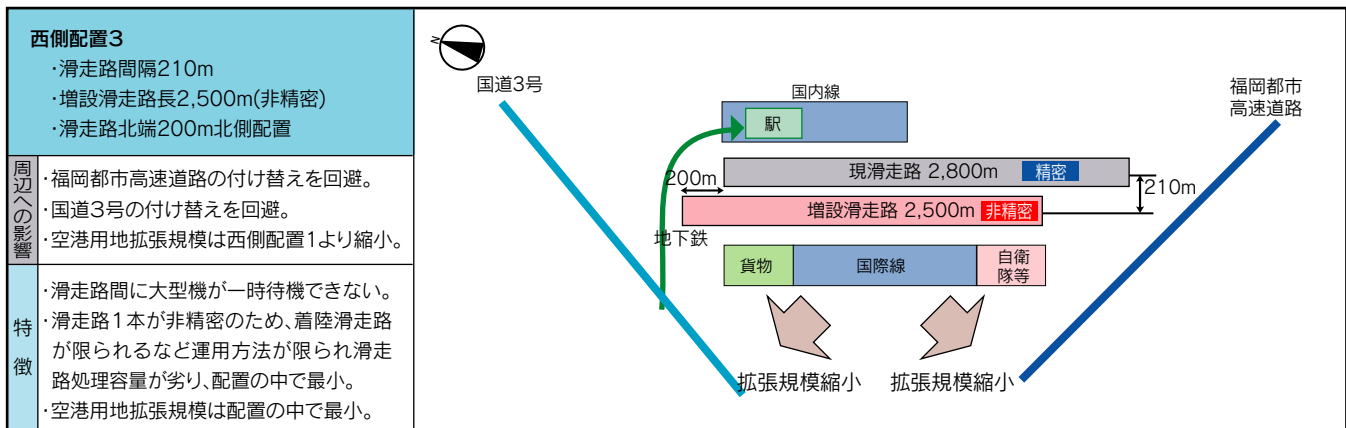 西側配置3
・滑走路間隔210m
・増設滑走路長2,500m(非精密)
・滑走路北端200m北側配置
周辺への影響
・福岡都市高速道路の付け替えを回避。
・国道3号の付け替えを回避。
・空港用地拡張規模は西側配置1より縮小。
特徴
・滑走路間に大型機が一時待機できない。
・滑走路1本が非精密のため、着陸滑走路
が限られるなど運用方法が限られ滑走
路処理容量が劣り、配置の中で最小。
・空港用地拡張規模は配置の中で最小。
N
国道3号
国内線
駅
福岡都市
高速道路
200m
現滑走路 2,800m 精密
210m
増設滑走路 2,500m 非精密
地下鉄
貨物
国際線
自衛
隊等
拡張規模縮小
拡張規模縮小